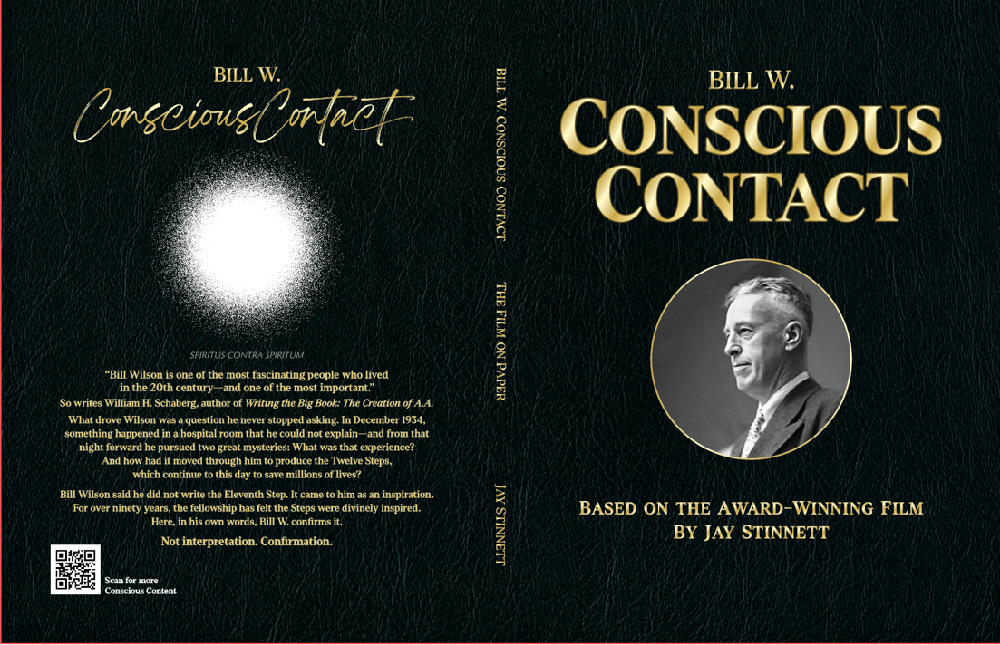 BILL W.
Conscious Contact
SPIRITUS CONTRA SPIRITUM
“Bill Wilson is one of the most fascinating people who lived
in the 20th century—and one of the most important.”
So writes William H. Schaberg, author of Writing the Big Book: The Creation of A.A.
What drove Wilson was a question he never stopped asking. In December 1934,
something happened in a hospital room that he could not explain—and from that
night forward he pursued two great mysteries: What was that experience?
And how had it moved through him to produce the Twelve Steps,
which continue to this day to save millions of lives?
Bill Wilson said he did not write the Eleventh Step. It came to him as an inspiration.
For over ninety years, the fellowship has felt the Steps were divinely inspired.
Here, in his own words, Bill W. confirms it.
Not interpretation. Confirmation.
Scan for more
Conscious Content
BILL W. CONSCIOUS CONTACT
THE FILM ON PAPER
JAY STINNETT
BILL W.
CONSCIOUS
CONTACT
BASED ON THE AWARD-WINNING FILM
BY JAY STINNETT